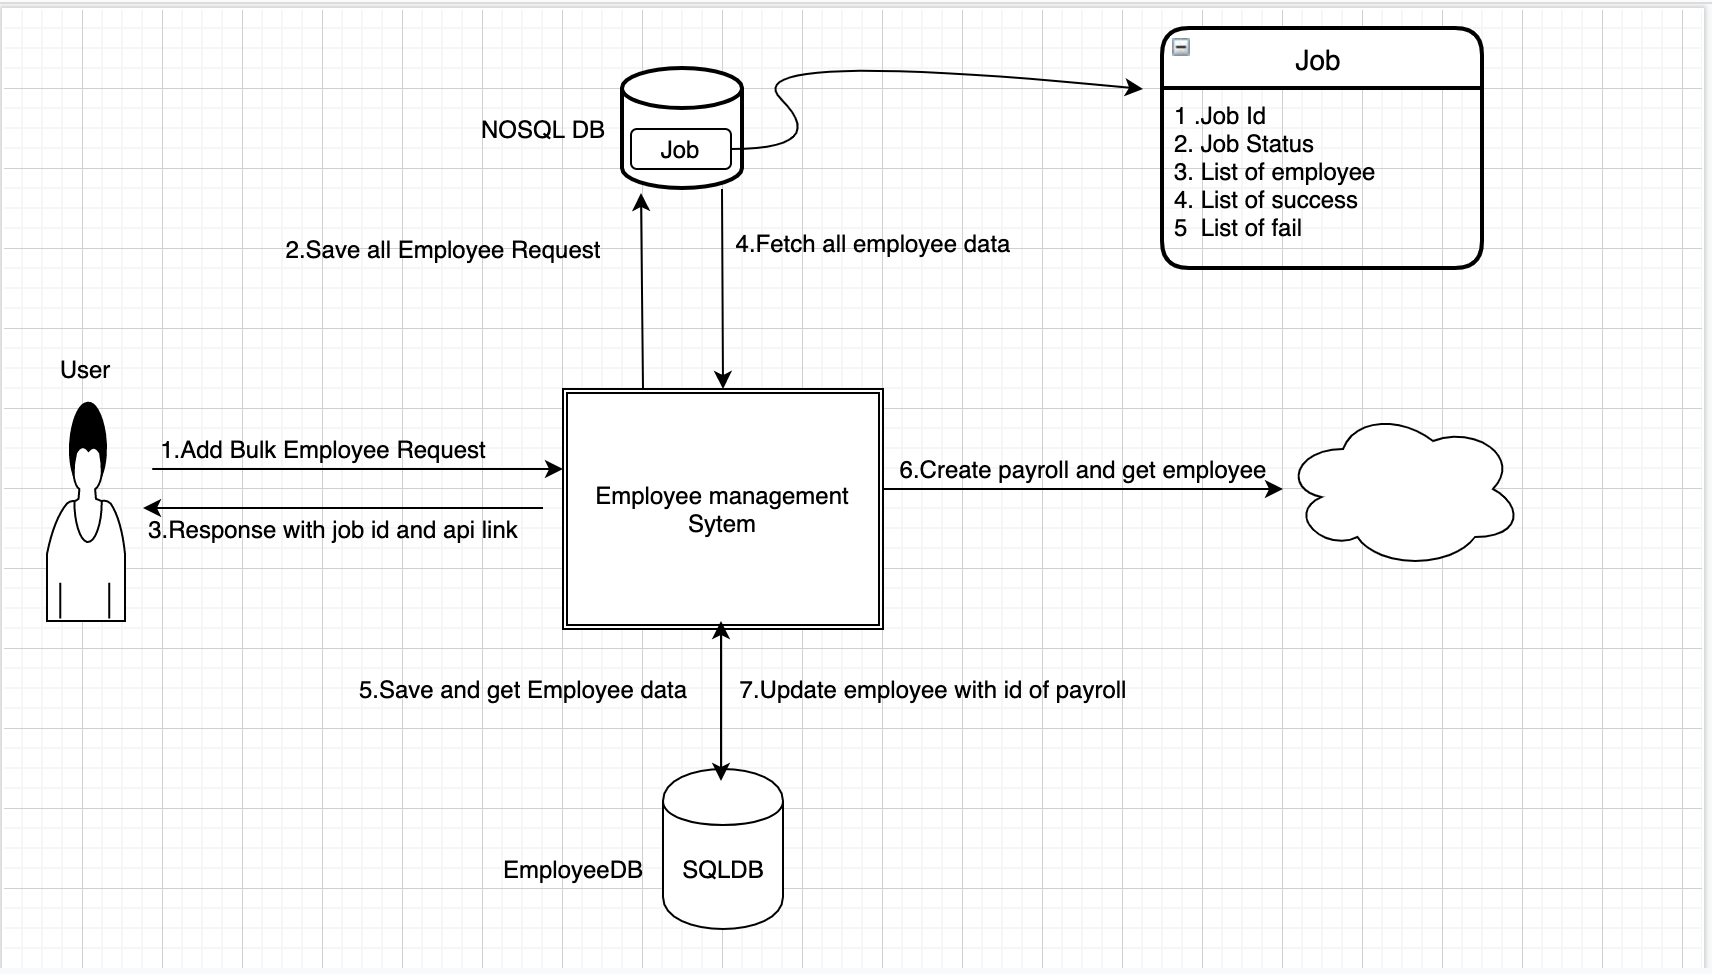 Job
1 .Job Id
2. Job Status
3. List of employee
4. List of success
5  List of fail
NOSQL DB
Job
2.Save all Employee Request
4.Fetch all employee data
User
1.Add Bulk Employee Request
3.Response with job id and api link
Employee management
Sytem
6.Create payroll and get employee
5.Save and get Employee data
7.Update employee with id of payroll
EmployeeDB
SQLDB